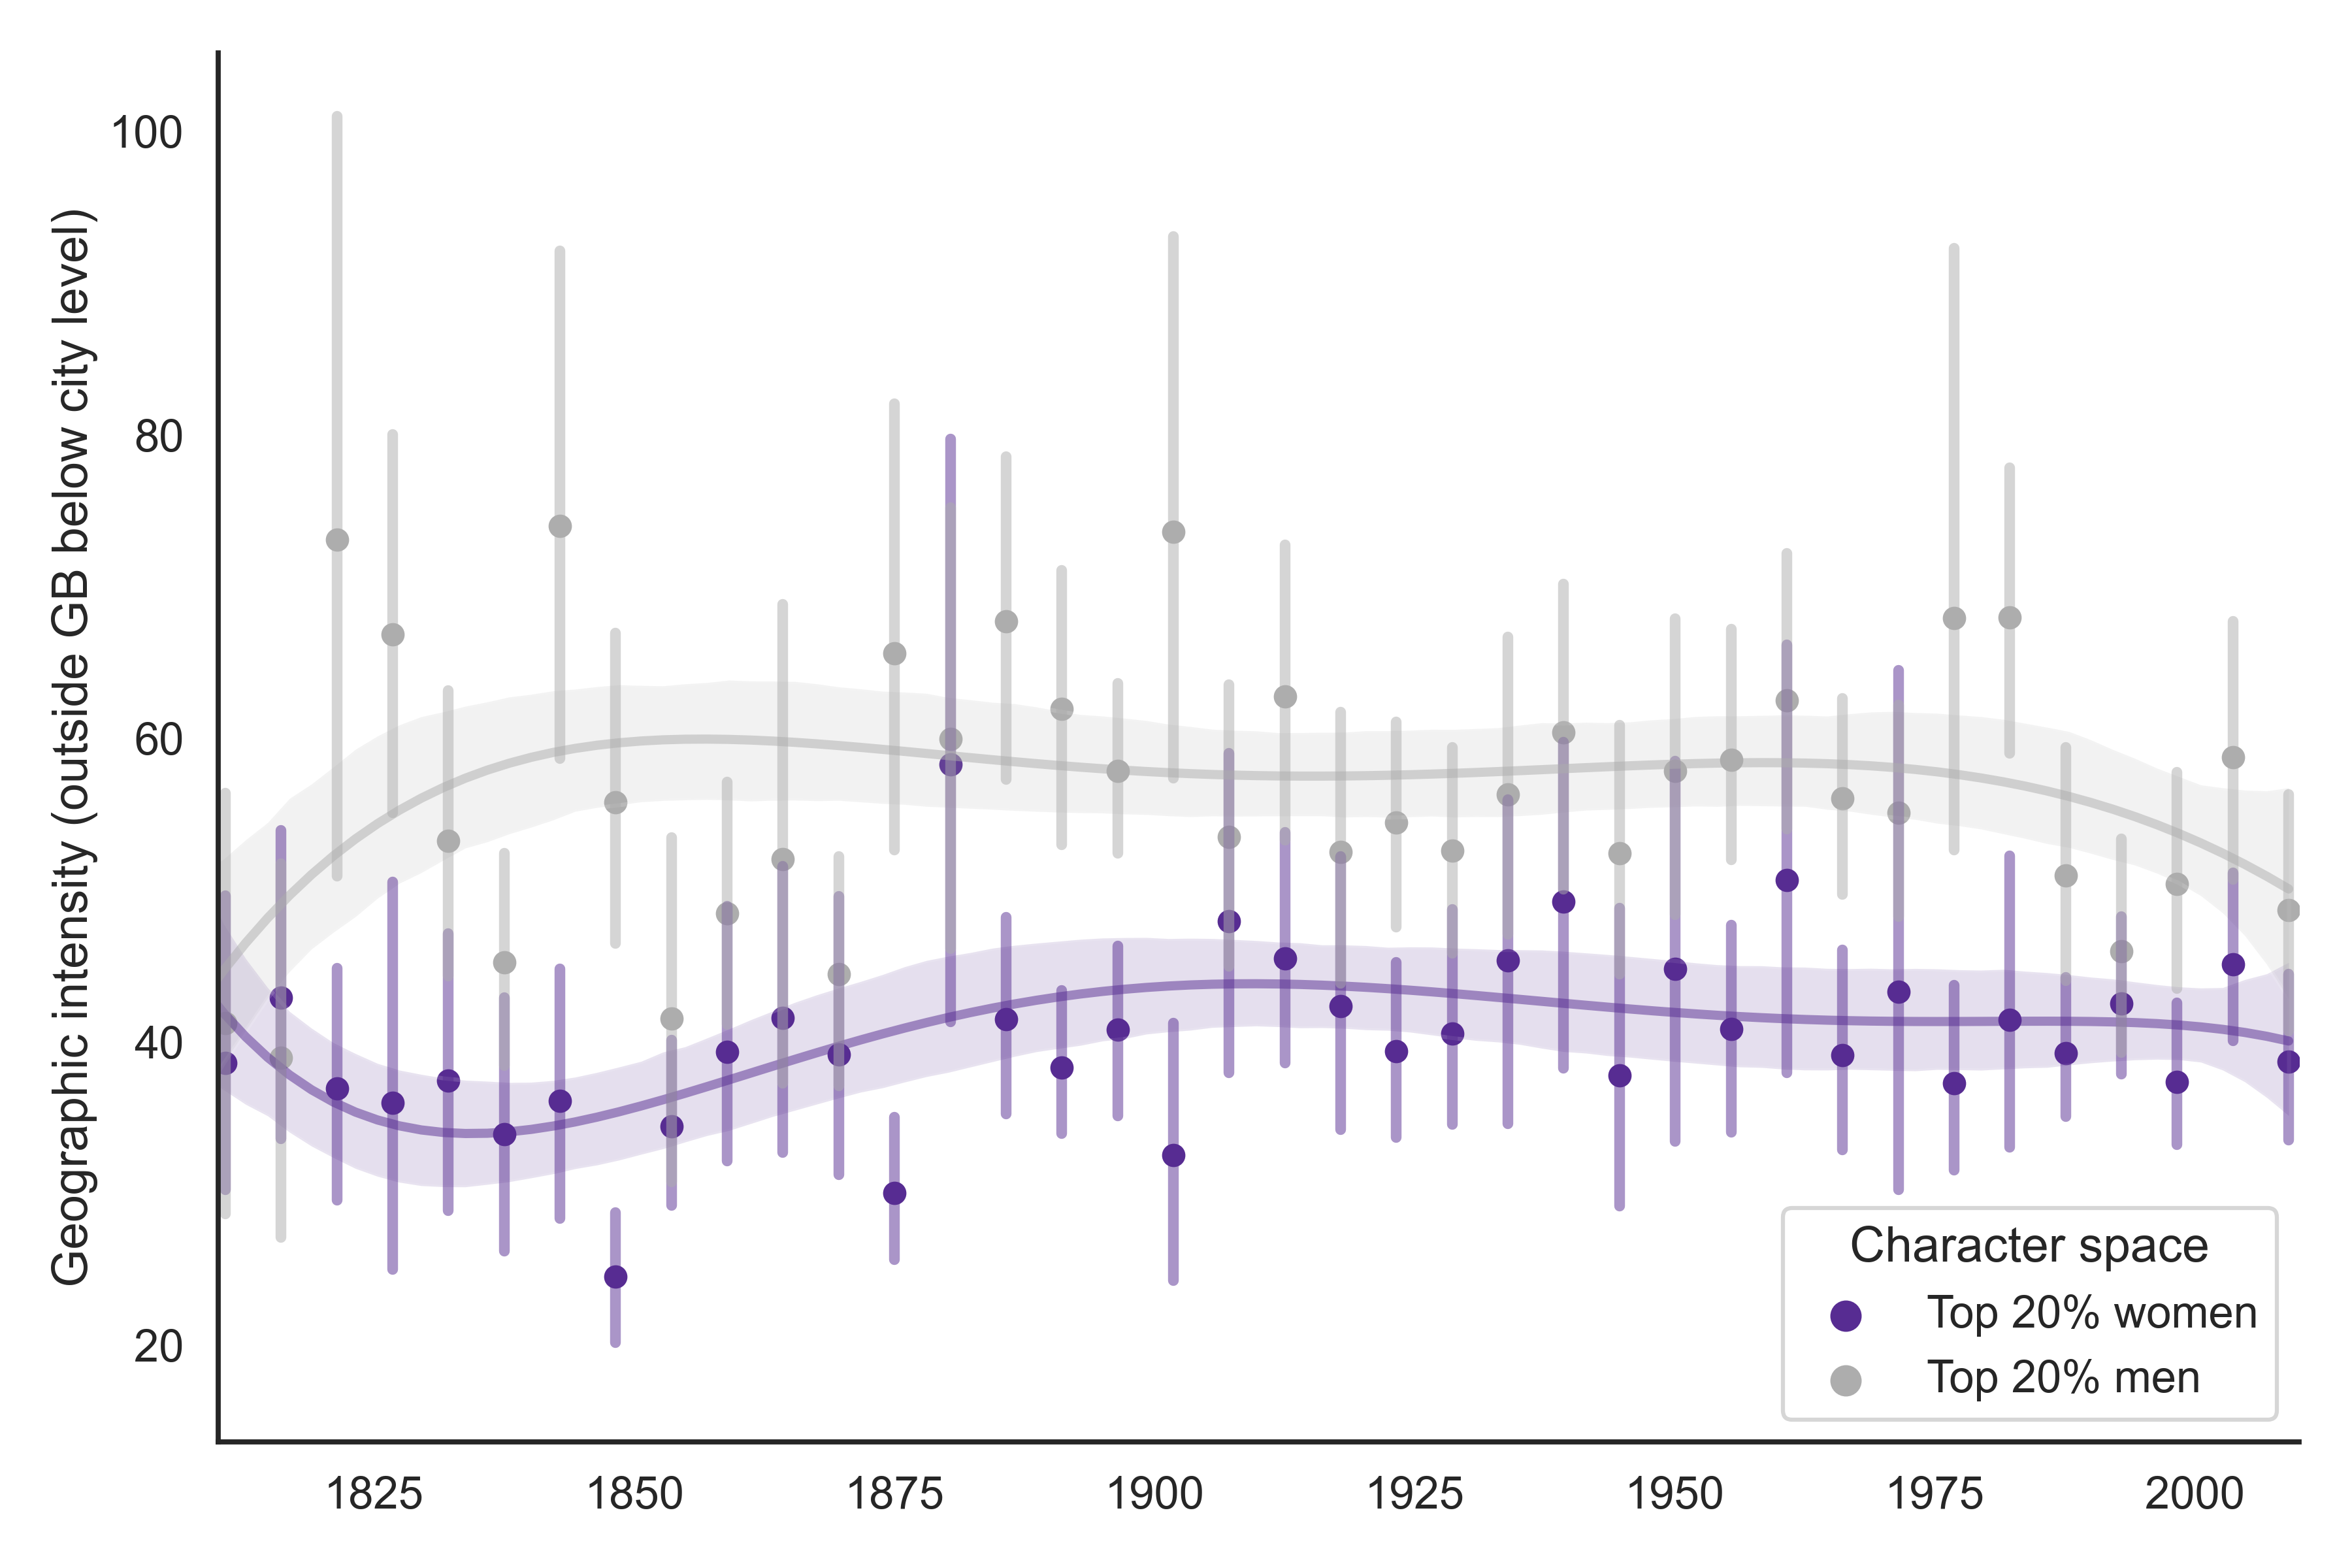 Geographic intensity (outside GB below city level)
100
80
60
40
20
Character space
Top 20% women
Top 20% men
1825 1850 1875 1900 1925 1950 1975 2000